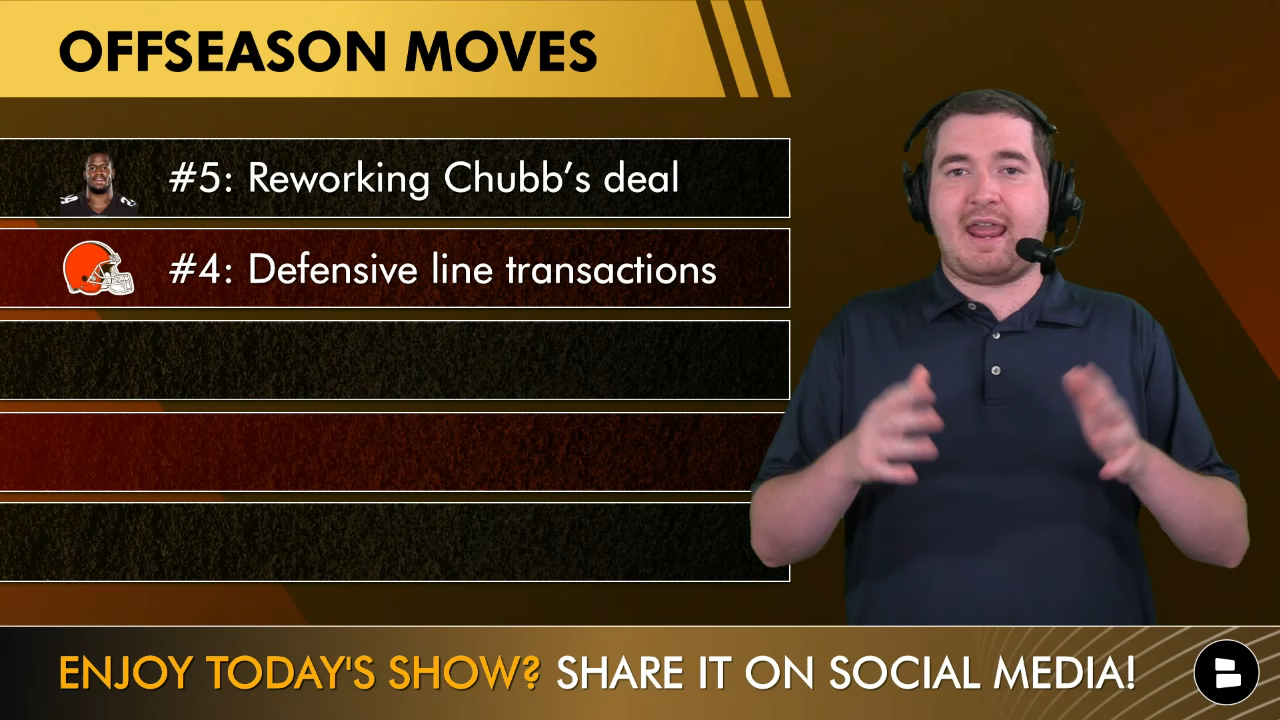 OFFSEASON MOVES
#5: Reworking Chubb’s deal
#4: Defensive line transactions
ENJOY TODAY'S SHOW? SHARE IT ON SOCIAL MEDIA!